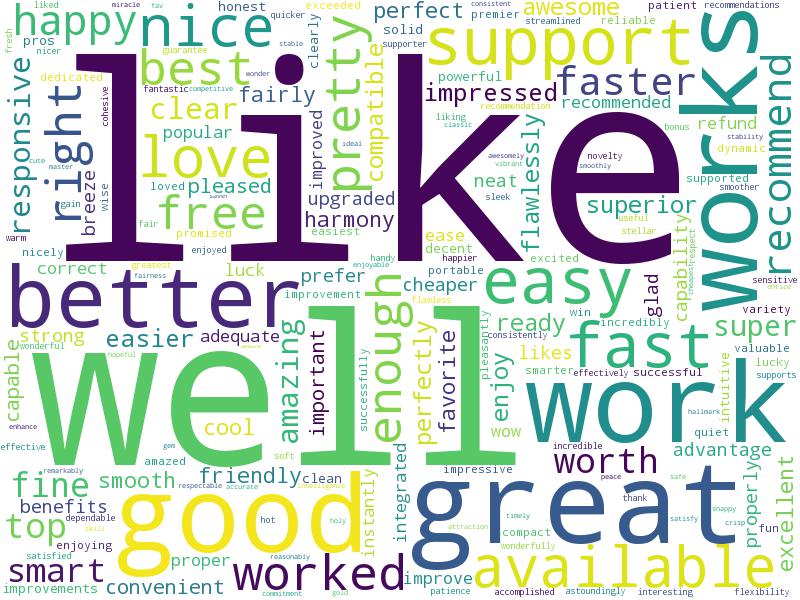 like
well
good
great
better
work
works
support
available
easy
fast
love
free
best
nice
happy
pretty
enough
worked
right
faster
recommend
responsive
super
top
fine
smart
worth
amazing
awesome
perfect
impressed
superior
clear
fairly
compatible
flawlessly
perfectly
favorite
important
cool
friendly
smooth
benefits
convenient
improve
excellent
properly
advantage
enjoy
ready
likes
prefer
cheaper
easier
adequate
strong
capable
correct
luck
harmony
upgraded
pleased
popular
improved
breeze
neat
ease
decent
recommended
powerful
solid
honest
pros
exceeded
clearly
premier
streamlined
reliable
patient
recommendations
consistent
supporter
quicker
miracle
fav
liked
nicer
fresh
dedicated
cohesive
guarantee
stable
wonder
fantastic
competitive
recommendation
liking
classic
bonus
refund
stability
dynamic
vibrant
awesomely
smoothly
novelty
ideal
supported
smoother
sleek
useful
stellar
loved
wise
gain
master
cute
saver
fair
promised
enjoyed
easiest
warm
nicely
greatest
fairness
handy
enjoyable
happier
excited
portable
improvement
flawless
glad
capability
respect
cheapest
sensitive
entice
variety
win
incredibly
consistently
pleasantly
wonderful
hopeful
successfully
smarter
effectively
successful
valuable
lucky
supports
intuitive
hallmark
quiet
wow
enhance
effective
gem
amazed
soft
remarkably
respectable
accurate
intelligence
clean
integrated
instantly
impressive
incredible
peace
thank
safe
satisfy
snappy
crisp
fun
timely
compact
wonderfully
attraction
dependable
skill
hot
holy
enjoying
satisfied
proper
reasonably
improvements
commitment
gold
patience
accomplished
astoundingly
interesting
flexibility